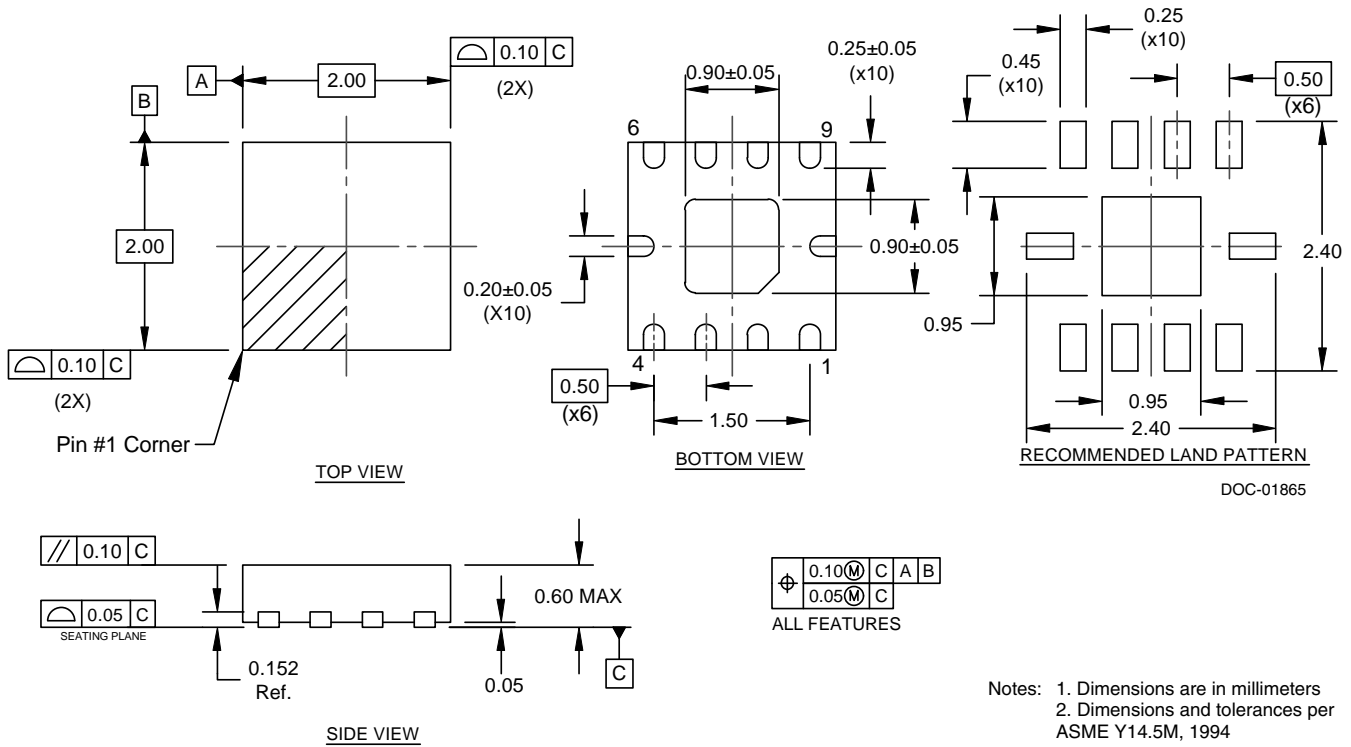 A
2.00
⌓ 0.10 C
(2X)
B
2.00
⌓ 0.10 C
(2X)
Pin #1 Corner
TOP VIEW
0.90±0.05
0.25±0.05
(x10)
6
9
0.90±0.05
0.20±0.05
(X10)
4
1
0.50
(x6)
1.50
BOTTOM VIEW
0.25
(x10)
0.45
(x10)
0.50
(x6)
2.40
0.95
0.95
2.40
RECOMMENDED LAND PATTERN
DOC-01865
// 0.10 C
⌓ 0.05 C
SEATING PLANE
0.152
Ref.
0.60 MAX
0.05
C
SIDE VIEW
⌖ 0.10Ⓜ C A B
0.05Ⓜ C
ALL FEATURES
Notes: 1. Dimensions are in millimeters
2. Dimensions and tolerances per
ASME Y14.5M, 1994